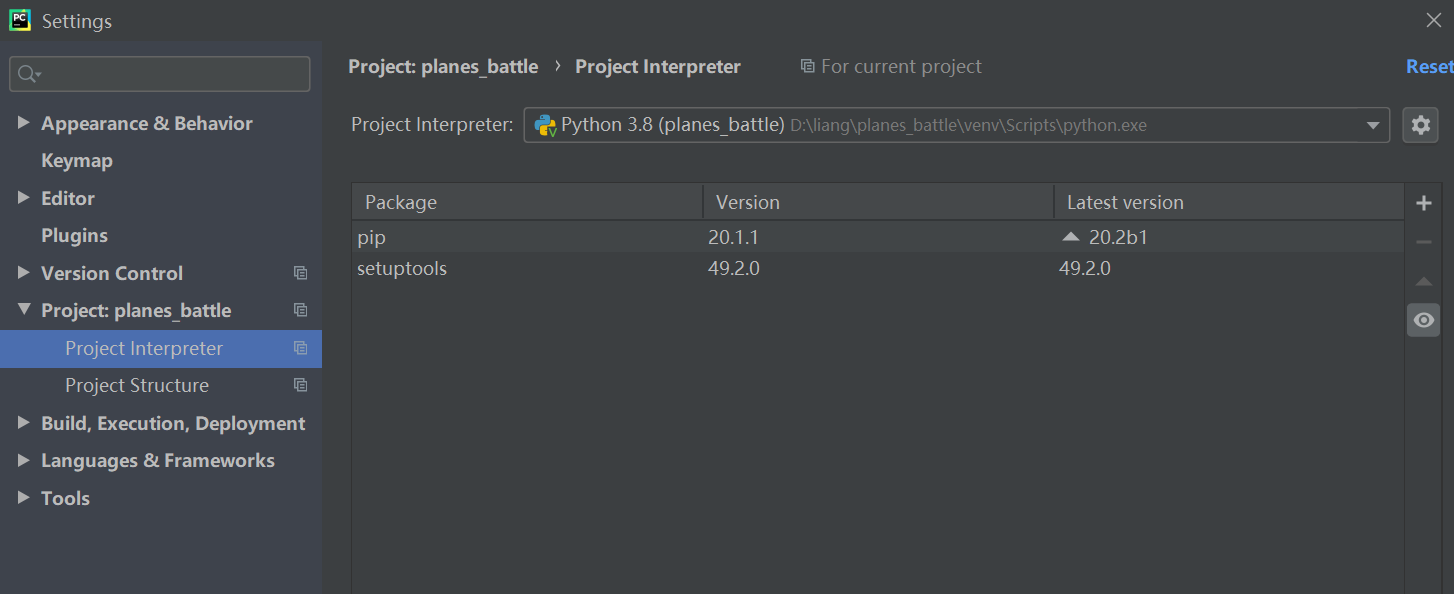 PC Settings
Project: planes_battle › Project Interpreter For current project Reset
Appearance & Behavior
Keymap
Editor
Plugins
Version Control
Project: planes_battle
Project Interpreter
Project Structure
Build, Execution, Deployment
Languages & Frameworks
Tools
Project Interpreter: Python 3.8 (planes_battle) D:\liang\planes_battle\venv\Scripts\python.exe
Package Version Latest version
pip 20.1.1 20.2b1
setuptools 49.2.0 49.2.0